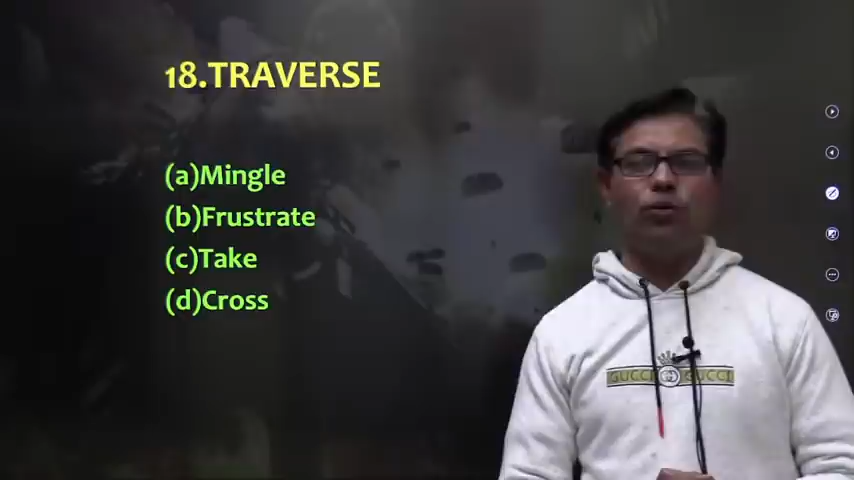 18.TRAVERSE
(a)Mingle
(b)Frustrate
(c)Take
(d)Cross
GUCCI GUCCI